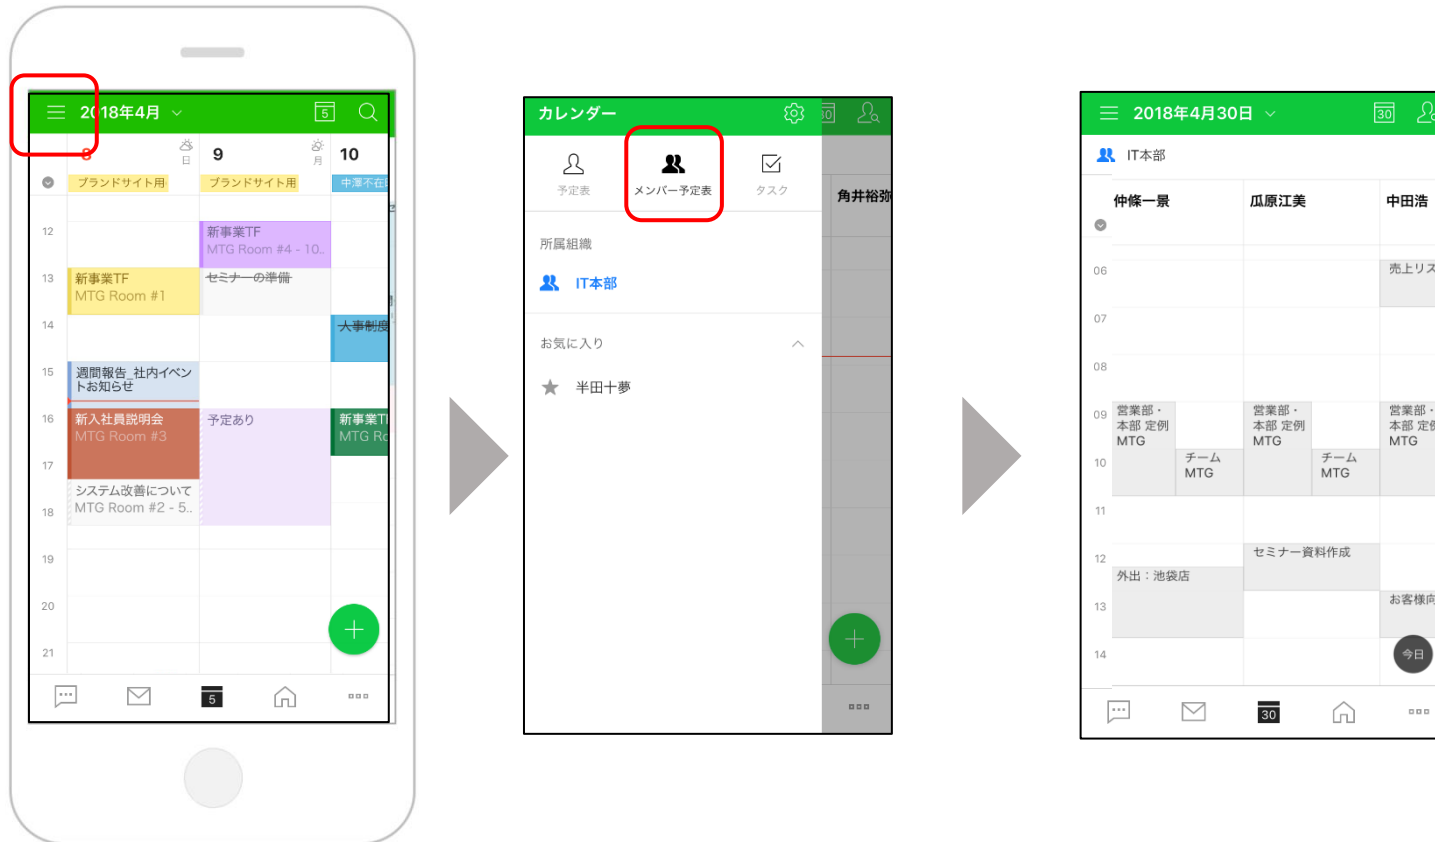 2018年4月
5
8
日
9
月
10
ブランドサイト用
ブランドサイト用
中澤不在
12
新事業TF
MTG Room #4 - 10..
13
新事業TF
MTG Room #1
セミナーの準備
14
人事制度
15
週間報告_社内イベン
トお知らせ
16
新入社員説明会
MTG Room #3
予定あり
新事業T
MTG Ro
17
システム改善について
MTG Room #2 - 5..
18
19
20
21
5
カレンダー
30
予定表
メンバー予定表
タスク
角井裕弥
所属組織
IT本部
お気に入り
半田十夢
2018年4月30日
30
IT本部
仲條一景
瓜原江美
中田浩
06
売上リス
07
08
09
営業部・
本部 定例
MTG
営業部・
本部 定例
MTG
営業部・
本部 定例
MTG
10
チーム
MTG
チーム
MTG
11
12
セミナー資料作成
外出：池袋店
13
お客様向
14
今日
30